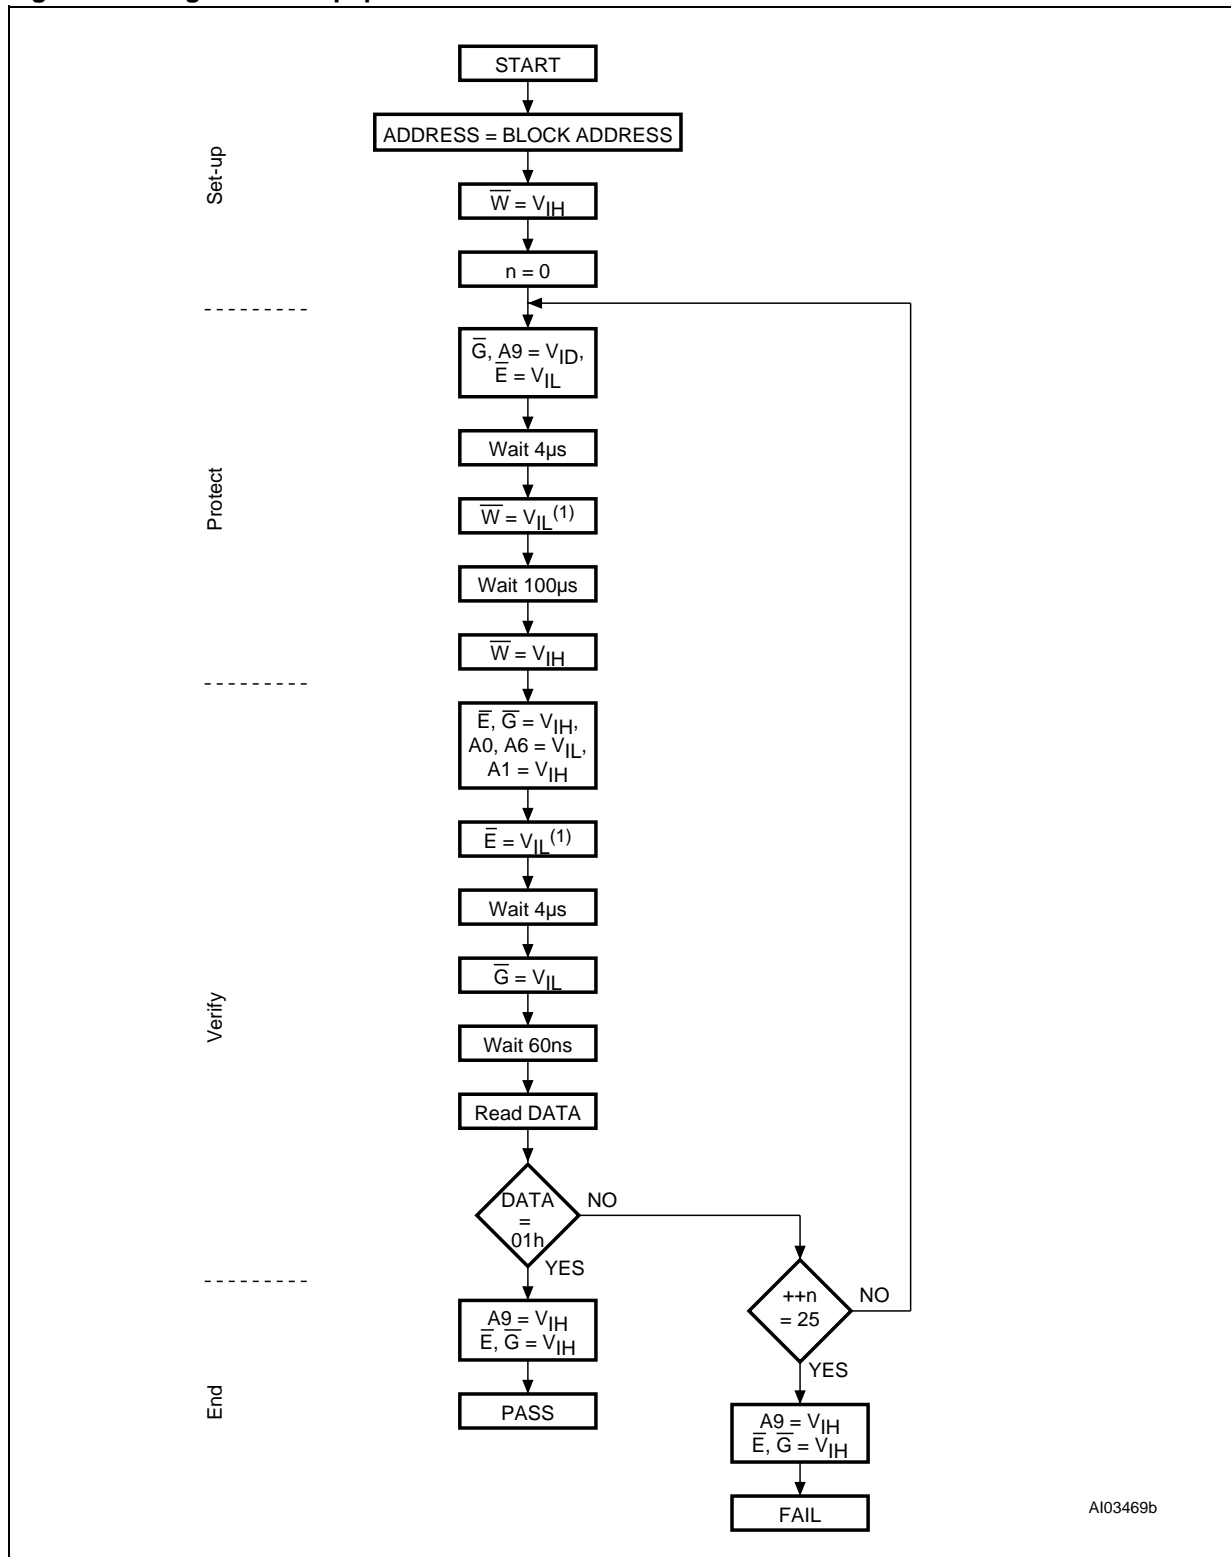 START
ADDRESS = BLOCK ADDRESS
Set-up
W̅ = VIH
n = 0
G̅, A9 = VID,
E̅ = VIL
Wait 4µs
Protect
W̅ = VIL(1)
Wait 100µs
W̅ = VIH
E̅, G̅ = VIH,
A0, A6 = VIL,
A1 = VIH
E̅ = VIL(1)
Wait 4µs
G̅ = VIL
Verify
Wait 60ns
Read DATA
DATA
=
01h
NO
YES
++n
= 25
NO
YES
A9 = VIH
E̅, G̅ = VIH
End
PASS
A9 = VIH
E̅, G̅ = VIH
FAIL
AI03469b